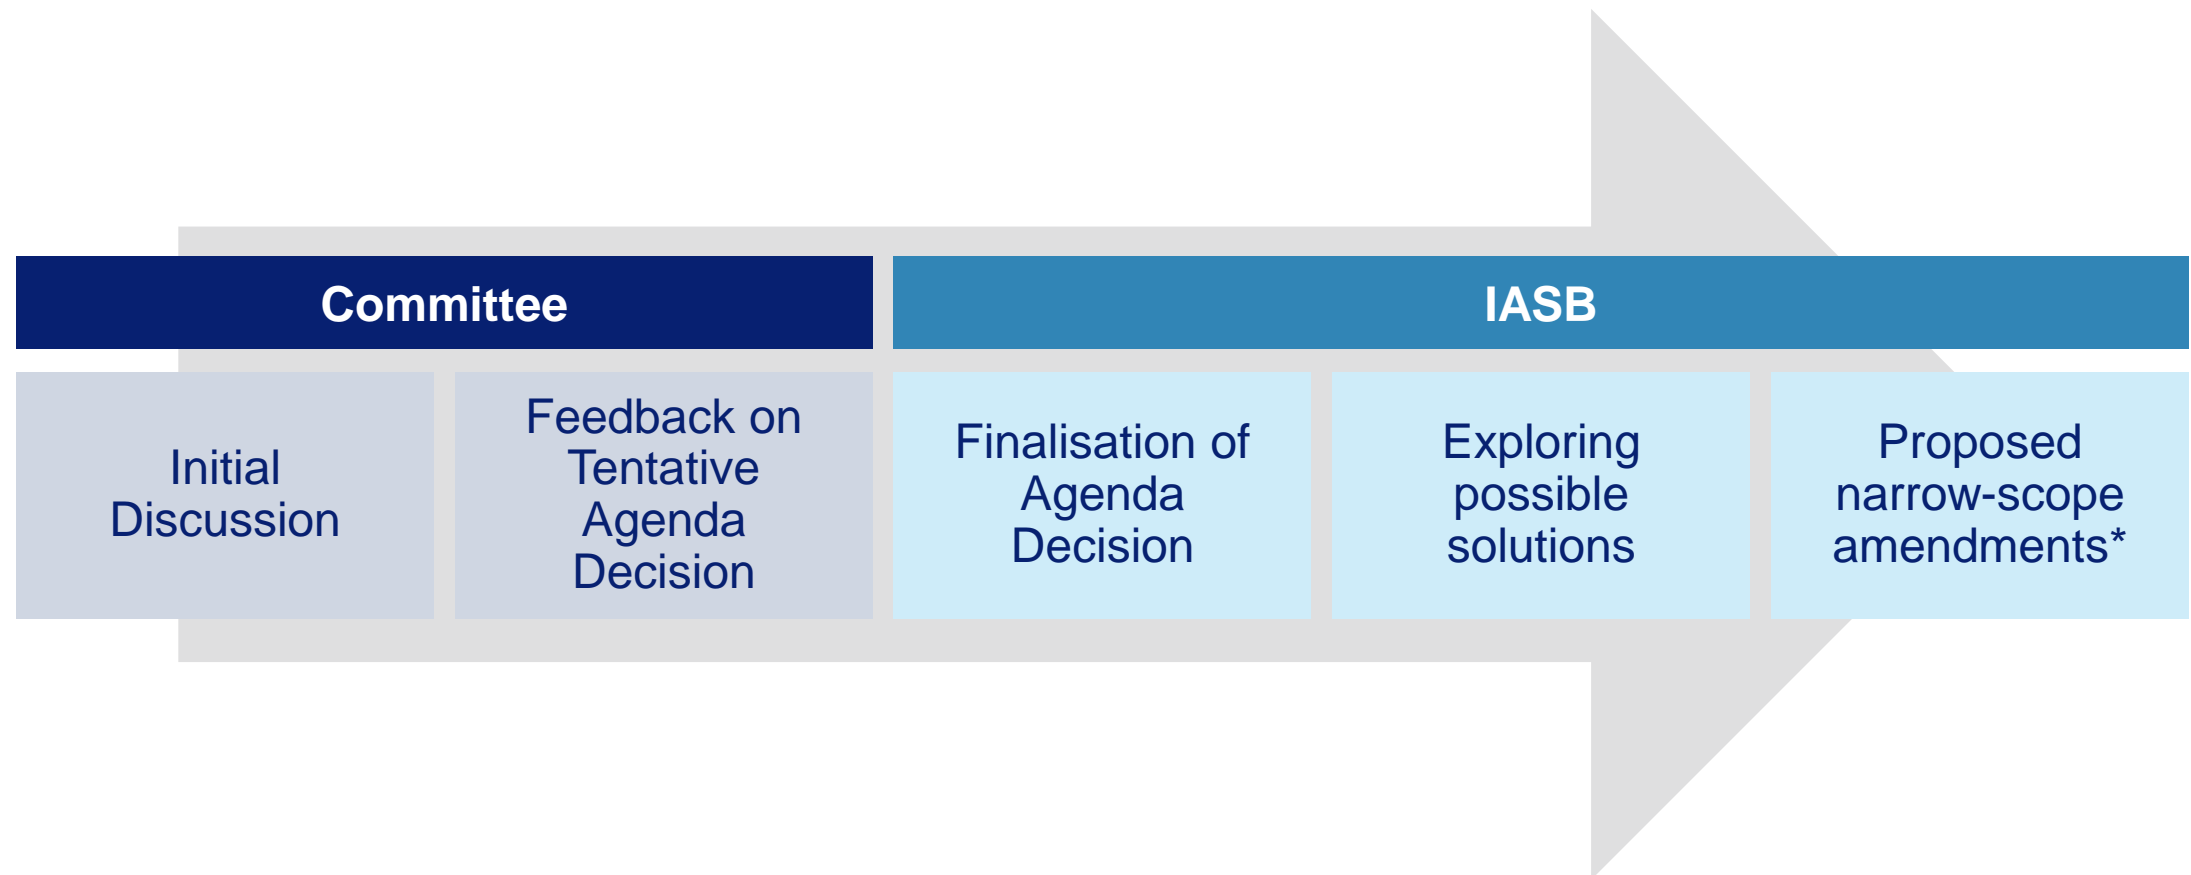 Committee
IASB
Initial
Discussion
Feedback on
Tentative
Agenda
Decision
Finalisation of
Agenda
Decision
Exploring
possible
solutions
Proposed
narrow-scope
amendments*